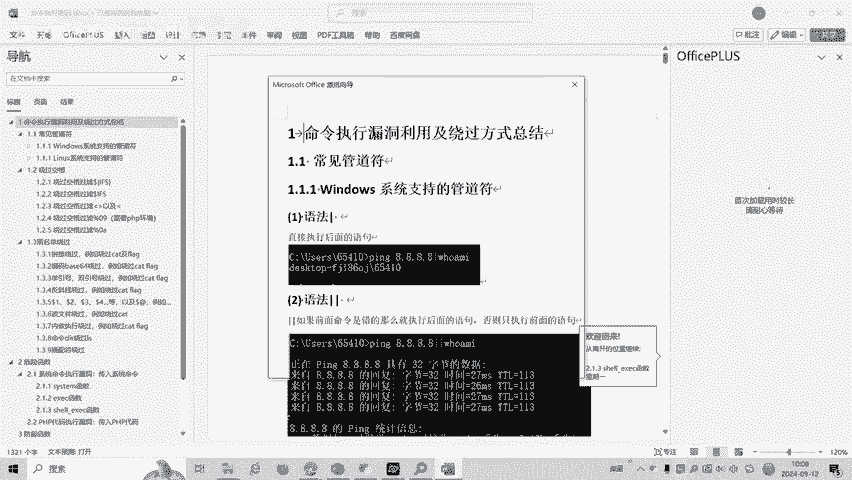 搜索
文件
OfficePLUS
审阅
视图
PDF工具箱
帮助
百度网盘
批注
编辑
导航
在文档中搜索
标题
页面
结果
1 命令执行漏洞利用及绕过方式总结
1.1 常见管道符
1.1.1 Windows系统支持的管道符
1.1.2 Linux系统支持的管道符
1.2 绕过空格
1.2.1 绕过空格过滤${IFS}
1.2.2 绕过空格过滤$IFS
1.2.3 绕过空格过滤<>以及<
1.2.4 绕过空格过滤%09（需要php环境）
1.2.5 绕过空格过滤%0a
1.3黑名单绕过
1.3.1拼接绕过，例如绕过cat及flag
1.3.2编码base64绕过，例如绕过cat flag
1.3.3单引号、双引号绕过，例如绕过cat flag
1.3.4反斜线绕过，例如绕过cat flag
1.3.5$1、$2、$3、$4...等，以及$@，例如...
1.3.6读文件绕过，例如绕过cat
1.3.7内敛执行绕过，例如绕过cat flag
1.3.8命令dir绕过ls
1.3.9通配符绕过
2 危险函数
2.1 系统命令执行漏洞：传入系统命令
2.1.1 system函数
2.1.2 exec函数
2.1.3 shell_exec函数
2.2 PHP代码执行漏洞：传入PHP代码
3 防御函数
Microsoft Office 激活向导
1 命令执行漏洞利用及绕过方式总结
1.1 常见管道符
1.1.1 Windows 系统支持的管道符
(1) 语法|
直接执行后面的语句
C:\Users\65410>ping 8.8.8.8|whoami
desktop-fj386oj\65410
(2) 语法||
||如果前面命令是错的那么就执行后面的语句，否则只执行前面的语句
C:\Users\65410>ping 8.8.8.8||whoami
正在 Ping 8.8.8.8 具有 32 字节的数据:
来自 8.8.8.8 的回复: 字节=32 时间=27ms TTL=113
来自 8.8.8.8 的回复: 字节=32 时间=26ms TTL=113
来自 8.8.8.8 的回复: 字节=32 时间=27ms TTL=113
来自 8.8.8.8 的回复: 字节=32 时间=27ms TTL=113
8.8.8.8 的 Ping 统计信息:
欢迎回来!
从离开的位置继续:
2.1.3 shell_exec函数
星期一
OfficePLUS
首次加载用时较长
请耐心等待
1321 个字
专注
120%
搜索
10:08
2024-09-12